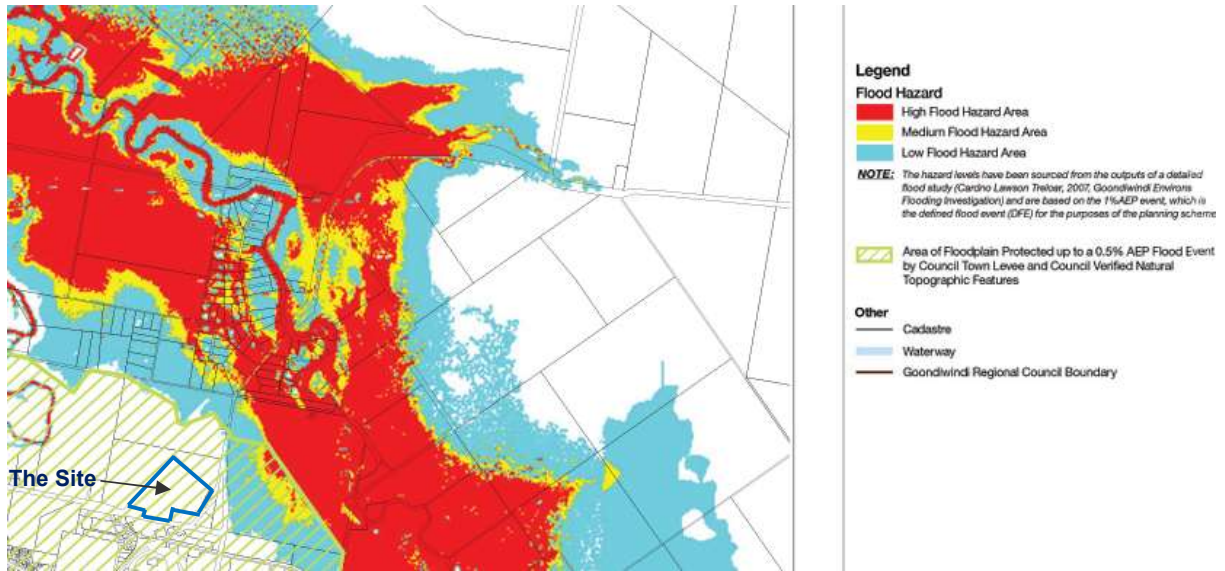 The Site
Legend
Flood Hazard
High Flood Hazard Area
Medium Flood Hazard Area
Low Flood Hazard Area
NOTE: The hazard levels have been sourced from the outputs of a detailed
flood study (Cardno Lawson Treloar, 2007, Goondiwindi Environs
Flooding Investigation) and are based on the 1%AEP event, which is
the defined flood event (DFE) for the purposes of the planning scheme
Area of Floodplain Protected up to a 0.5% AEP Flood Event
by Council Town Levee and Council Verified Natural
Topographic Features
Other
Cadastre
Waterway
Goondiwindi Regional Council Boundary